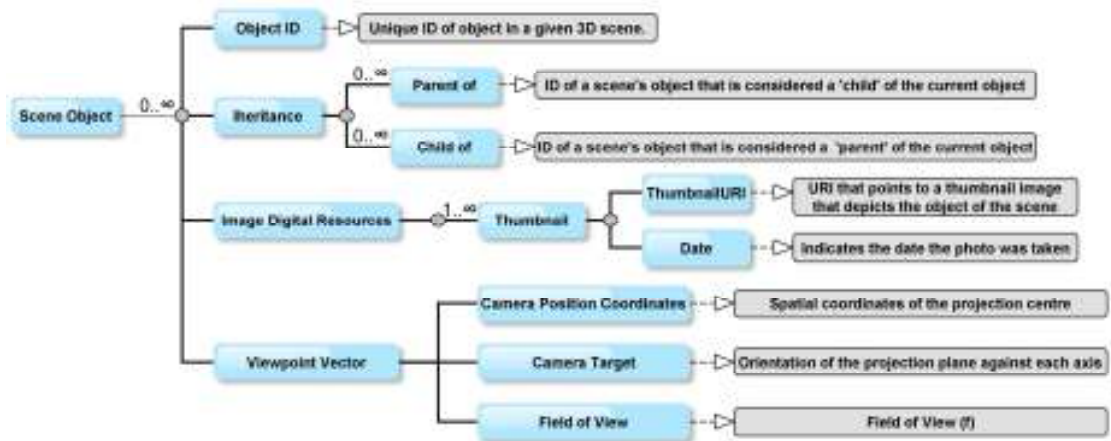 Object ID
Unique ID of object in a given 3D scene.
0..∞
Parent of
ID of a scene's object that is considered a 'child' of the current object
Scene Object
0..∞
Iheritance
0..∞
Child of
ID of a scene's object that is considered a 'parent' of the current object
Image Digital Resources
1..∞
Thumbnail
ThumbnailURI
URI that points to a thumbnail image
that depicts the object of the scene
Date
Indicates the date the photo was taken
Camera Position Coordinates
Spatial coordinates of the projection centre
Viewpoint Vector
Camera Target
Orientation of the projection plane against each axis
Field of View
Field of View (f)